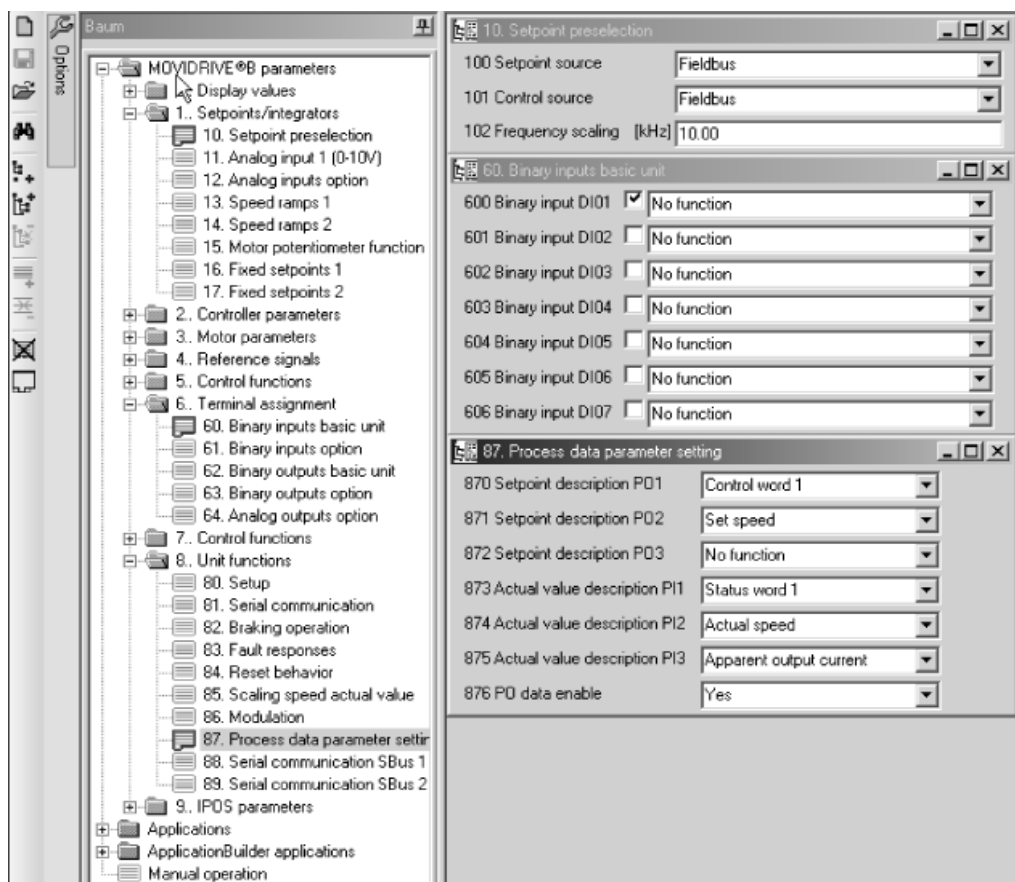 Options
Baum
MOVIDRIVE®B parameters
Display values
1.. Setpoints/integrators
10. Setpoint preselection
11. Analog input 1 (0-10V)
12. Analog inputs option
13. Speed ramps 1
14. Speed ramps 2
15. Motor potentiometer function
16. Fixed setpoints 1
17. Fixed setpoints 2
2.. Controller parameters
3.. Motor parameters
4.. Reference signals
5.. Control functions
6.. Terminal assignment
60. Binary inputs basic unit
61. Binary inputs option
62. Binary outputs basic unit
63. Binary outputs option
64. Analog outputs option
7.. Control functions
8.. Unit functions
80. Setup
81. Serial communication
82. Braking operation
83. Fault responses
84. Reset behavior
85. Scaling speed actual value
86. Modulation
87. Process data parameter settin
88. Serial communication SBus 1
89. Serial communication SBus 2
9.. IPOS parameters
Applications
ApplicationBuilder applications
Manual operation
10. Setpoint preselection
100 Setpoint source Fieldbus
101 Control source Fieldbus
102 Frequency scaling [kHz] 10.00
60. Binary inputs basic unit
600 Binary input DI01 No function
601 Binary input DI02 No function
602 Binary input DI03 No function
603 Binary input DI04 No function
604 Binary input DI05 No function
605 Binary input DI06 No function
606 Binary input DI07 No function
87. Process data parameter setting
870 Setpoint description PO1 Control word 1
871 Setpoint description PO2 Set speed
872 Setpoint description PO3 No function
873 Actual value description PI1 Status word 1
874 Actual value description PI2 Actual speed
875 Actual value description PI3 Apparent output current
876 PO data enable Yes